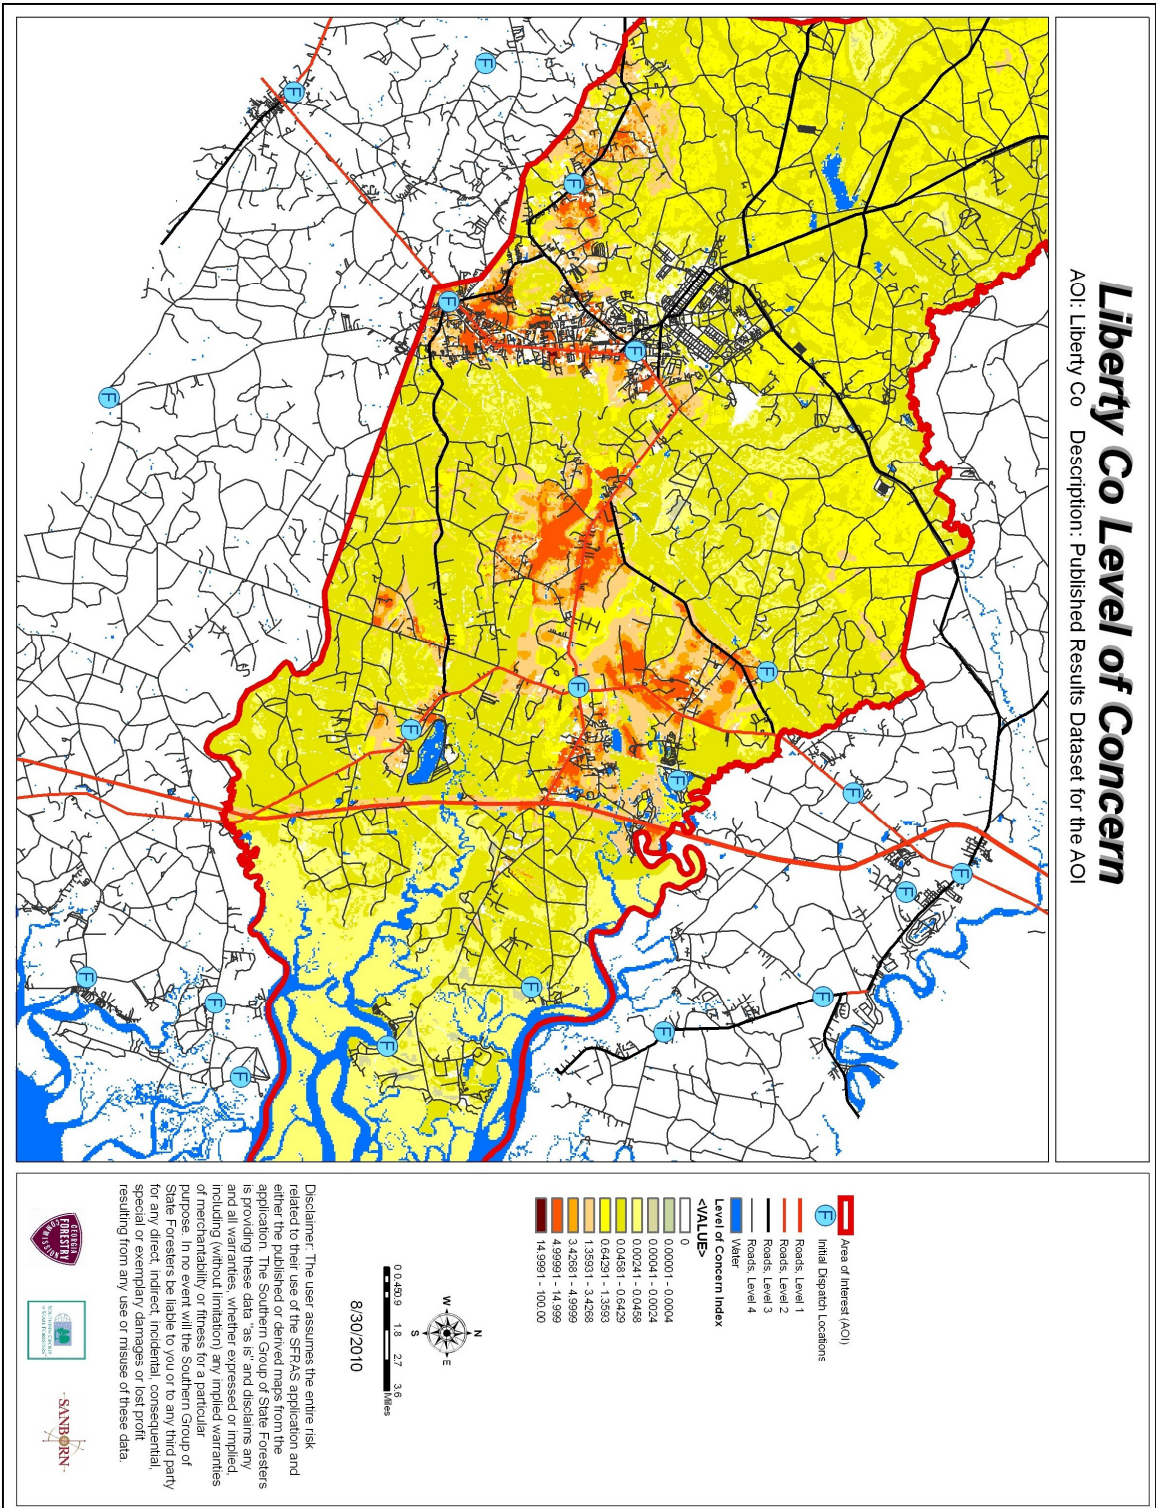 Liberty Co Level of Concern
AOI: Liberty Co Description: Published Results Dataset for the AOI
Area of Interest (AOI)
F Initial Dispatch Locations
Roads, Level 1
Roads, Level 2
Roads, Level 3
Roads, Level 4
Water
Level of Concern Index
<VALUE>
0
0.00001 - 0.0004
0.00041 - 0.0024
0.00241 - 0.0458
0.04581 - 0.6429
0.64291 - 1.3593
1.35931 - 3.4268
3.42681 - 4.9999
4.99991 - 14.999
14.9991 - 100.00
N
W
E
S
0 0.450.9 1.8 2.7 3.6
Miles
8/30/2010
Disclaimer: The user assumes the entire risk
related to their use of the SFRAS application and
either the published or derived maps from the
application. The Southern Group of State Foresters
is providing these data "as is" and disclaims any
and all warranties, whether expressed or implied,
including (without limitation) any implied warranties
of merchantability or fitness for a particular
purpose. In no event will the Southern Group of
State Foresters be liable to you or to any third party
for any direct, indirect, incidental, consequential,
special or exemplary damages or lost profit
resulting from any use or misuse of these data.
GEORGIA
FORESTRY
COMMISSION
SOUTHERN GROUP
of STATE FORESTERS
SANBORN